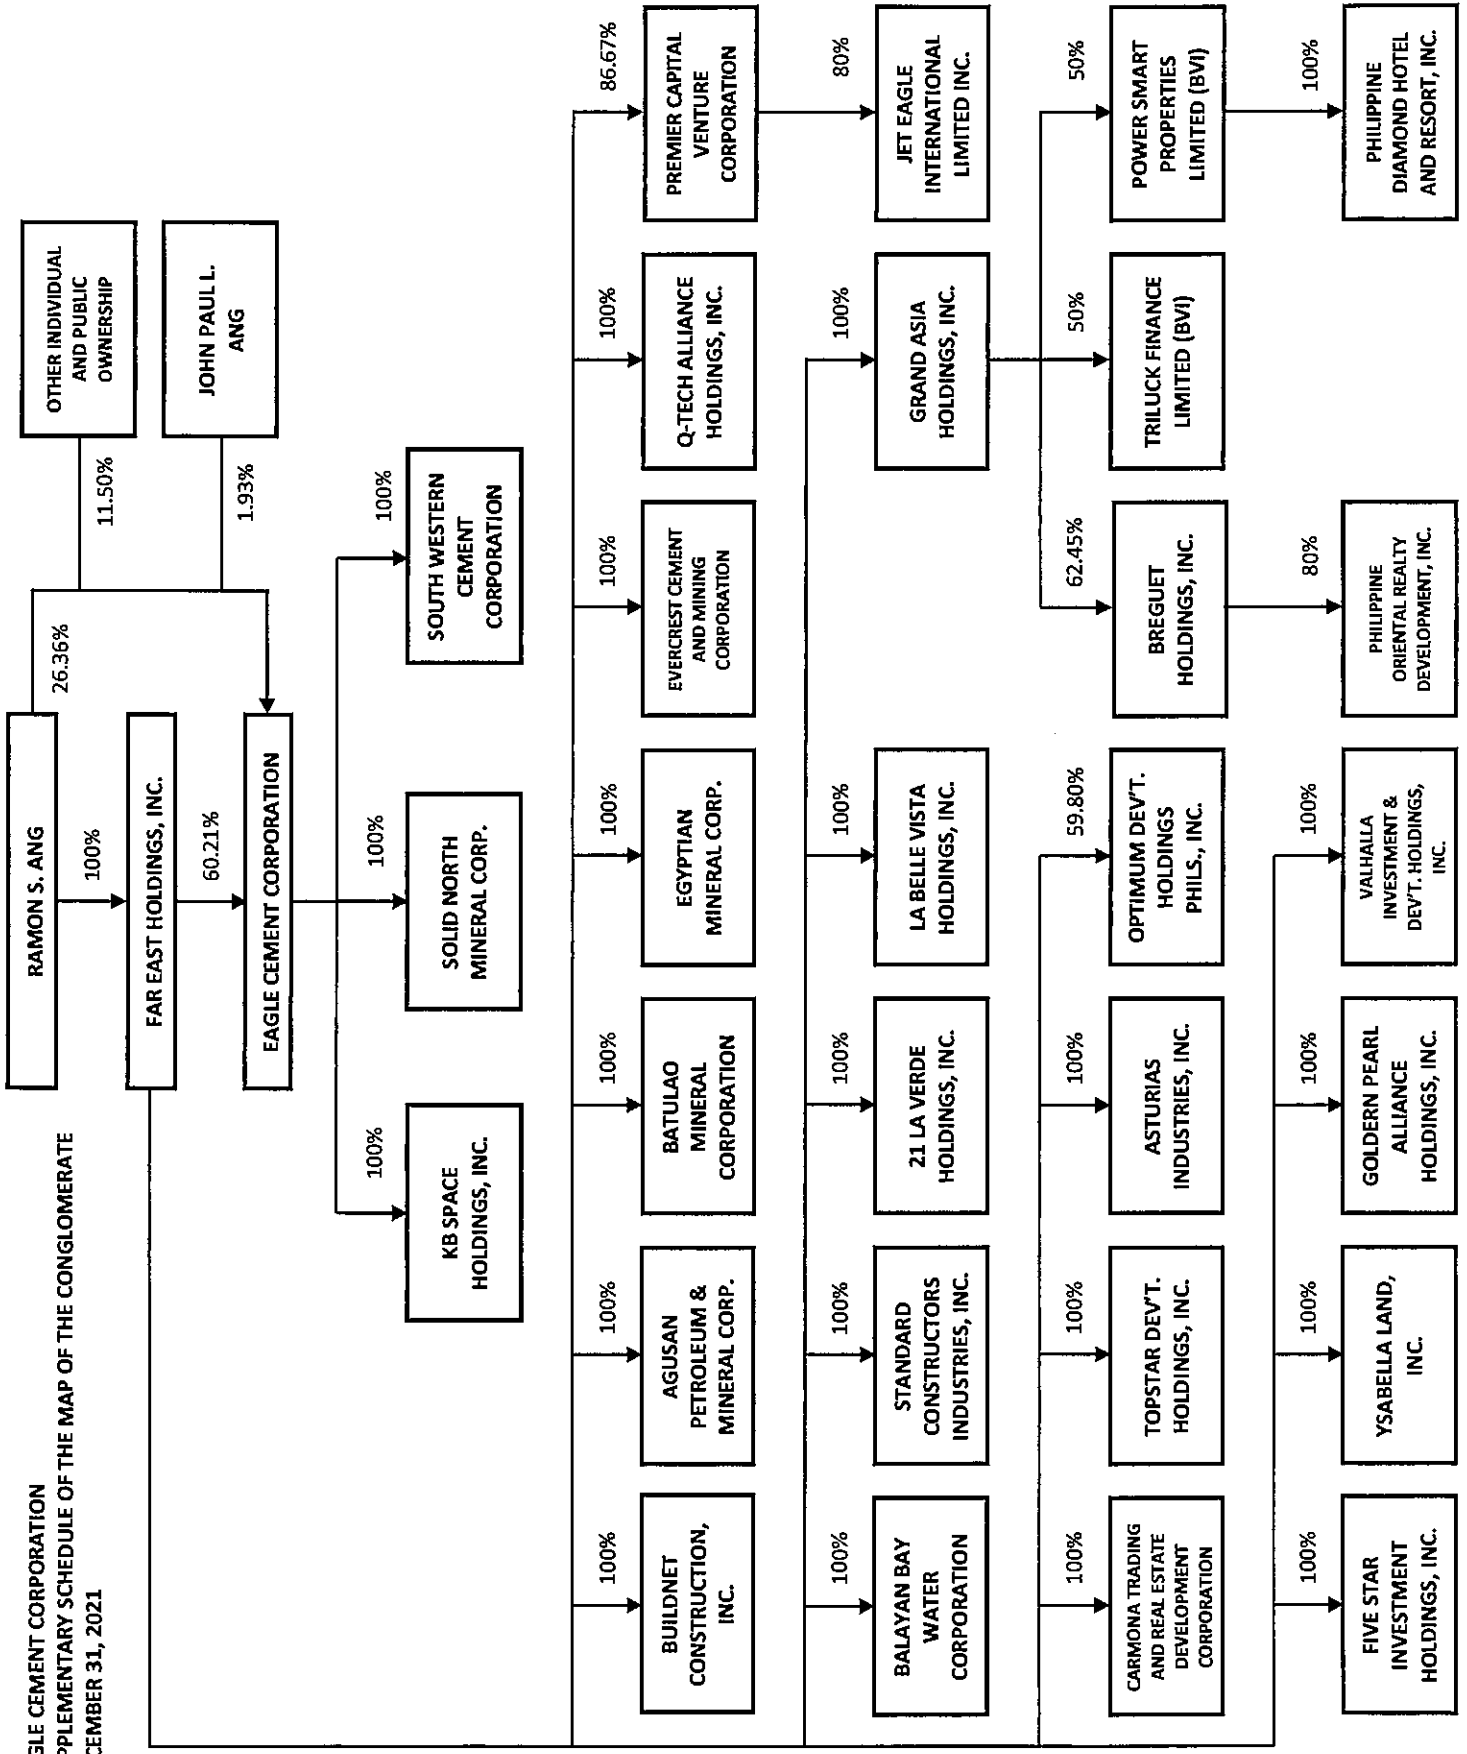 GLE CEMENT CORPORATION
PPLEMENTARY SCHEDULE OF THE MAP OF THE CONGLOMERATE
CEMBER 31, 2021
RAMON S. ANG
26.36%
100%
OTHER INDIVIDUAL
AND PUBLIC
OWNERSHIP
11.50%
FAR EAST HOLDINGS, INC.
60.21%
JOHN PAUL L.
ANG
1.93%
EAGLE CEMENT CORPORATION
100%
100%
100%
KB SPACE
HOLDINGS, INC.
SOLID NORTH
MINERAL CORP.
SOUTH WESTERN
CEMENT
CORPORATION
100%
100%
100%
100%
100%
100%
86.67%
BUILDNET
CONSTRUCTION,
INC.
AGUSAN
PETROLEUM &
MINERAL CORP.
BATULAO
MINERAL
CORPORATION
EGYPTIAN
MINERAL CORP.
EVERCREST CEMENT
AND MINING
CORPORATION
Q-TECH ALLIANCE
HOLDINGS, INC.
PREMIER CAPITAL
VENTURE
CORPORATION
100%
100%
100%
100%
100%
80%
BALAYAN BAY
WATER
CORPORATION
STANDARD
CONSTRUCTORS
INDUSTRIES, INC.
21 LA VERDE
HOLDINGS, INC.
LA BELLE VISTA
HOLDINGS, INC.
GRAND ASIA
HOLDINGS, INC.
JET EAGLE
INTERNATIONAL
LIMITED INC.
100%
100%
100%
59.80%
62.45%
50%
50%
CARMONA TRADING
AND REAL ESTATE
DEVELOPMENT
CORPORATION
TOPSTAR DEV'T.
HOLDINGS, INC.
ASTURIAS
INDUSTRIES, INC.
OPTIMUM DEV'T.
HOLDINGS
PHILS., INC.
BREGUET
HOLDINGS, INC.
TRILUCK FINANCE
LIMITED (BVI)
POWER SMART
PROPERTIES
LIMITED (BVI)
100%
100%
100%
100%
80%
100%
FIVE STAR
INVESTMENT
HOLDINGS, INC.
YSABELLA LAND,
INC.
GOLDERN PEARL
ALLIANCE
HOLDINGS, INC.
VALHALLA
INVESTMENT &
DEV'T. HOLDINGS,
INC.
PHILIPPINE
ORIENTAL REALTY
DEVELOPMENT, INC.
PHILIPPINE
DIAMOND HOTEL
AND RESORT, INC.